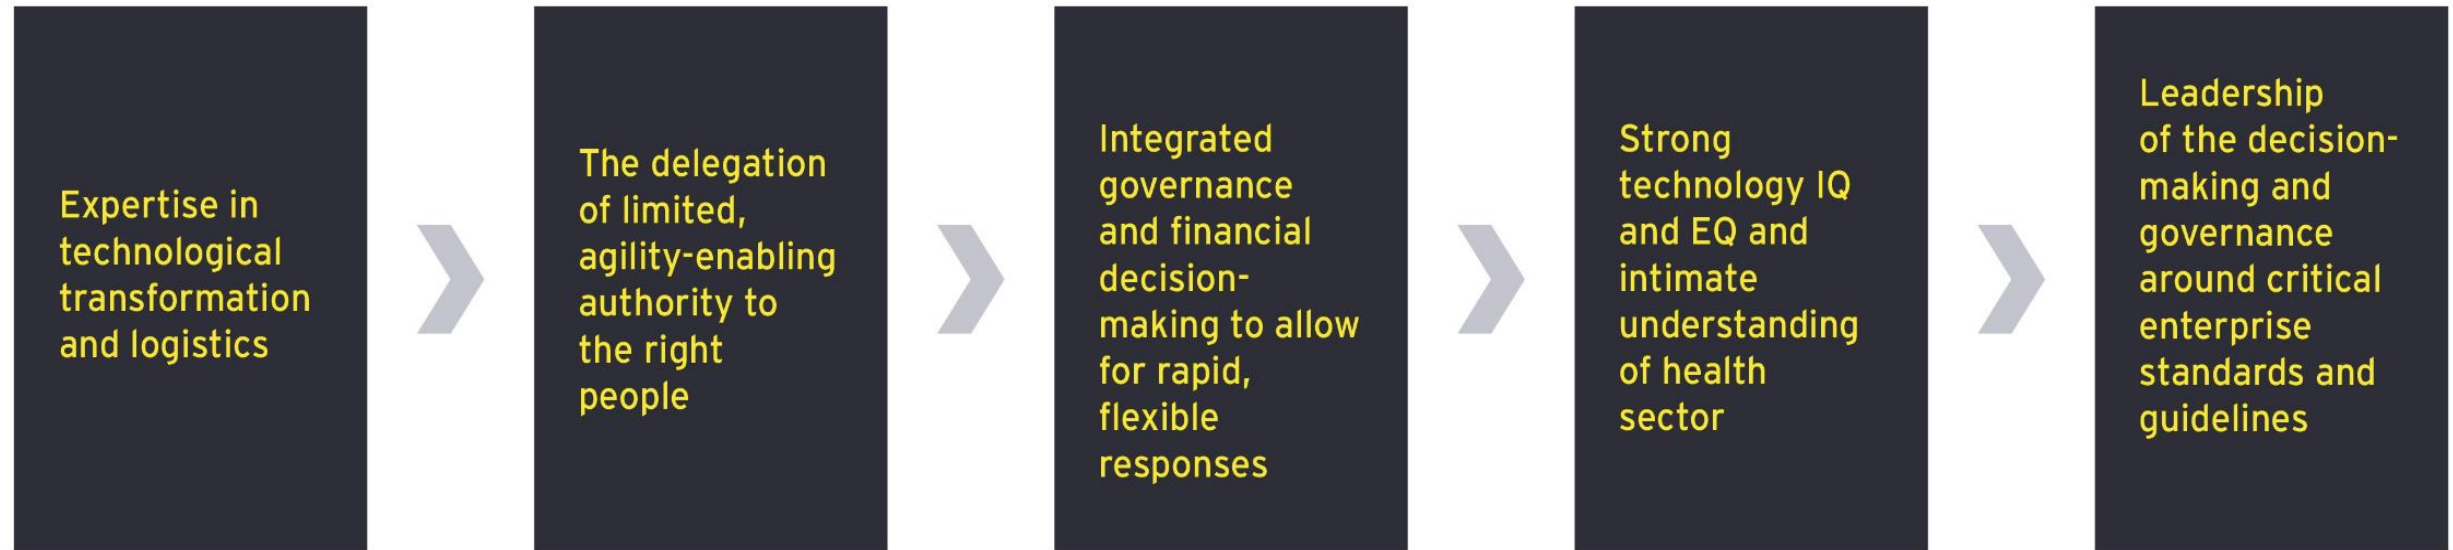 Expertise in
technological
transformation
and logistics
The delegation
of limited,
agility-enabling
authority to
the right
people
Integrated
governance
and financial
decision-
making to allow
for rapid,
flexible
responses
Strong
technology IQ
and EQ and
intimate
understanding
of health
sector
Leadership
of the decision-
making and
governance
around critical
enterprise
standards and
guidelines